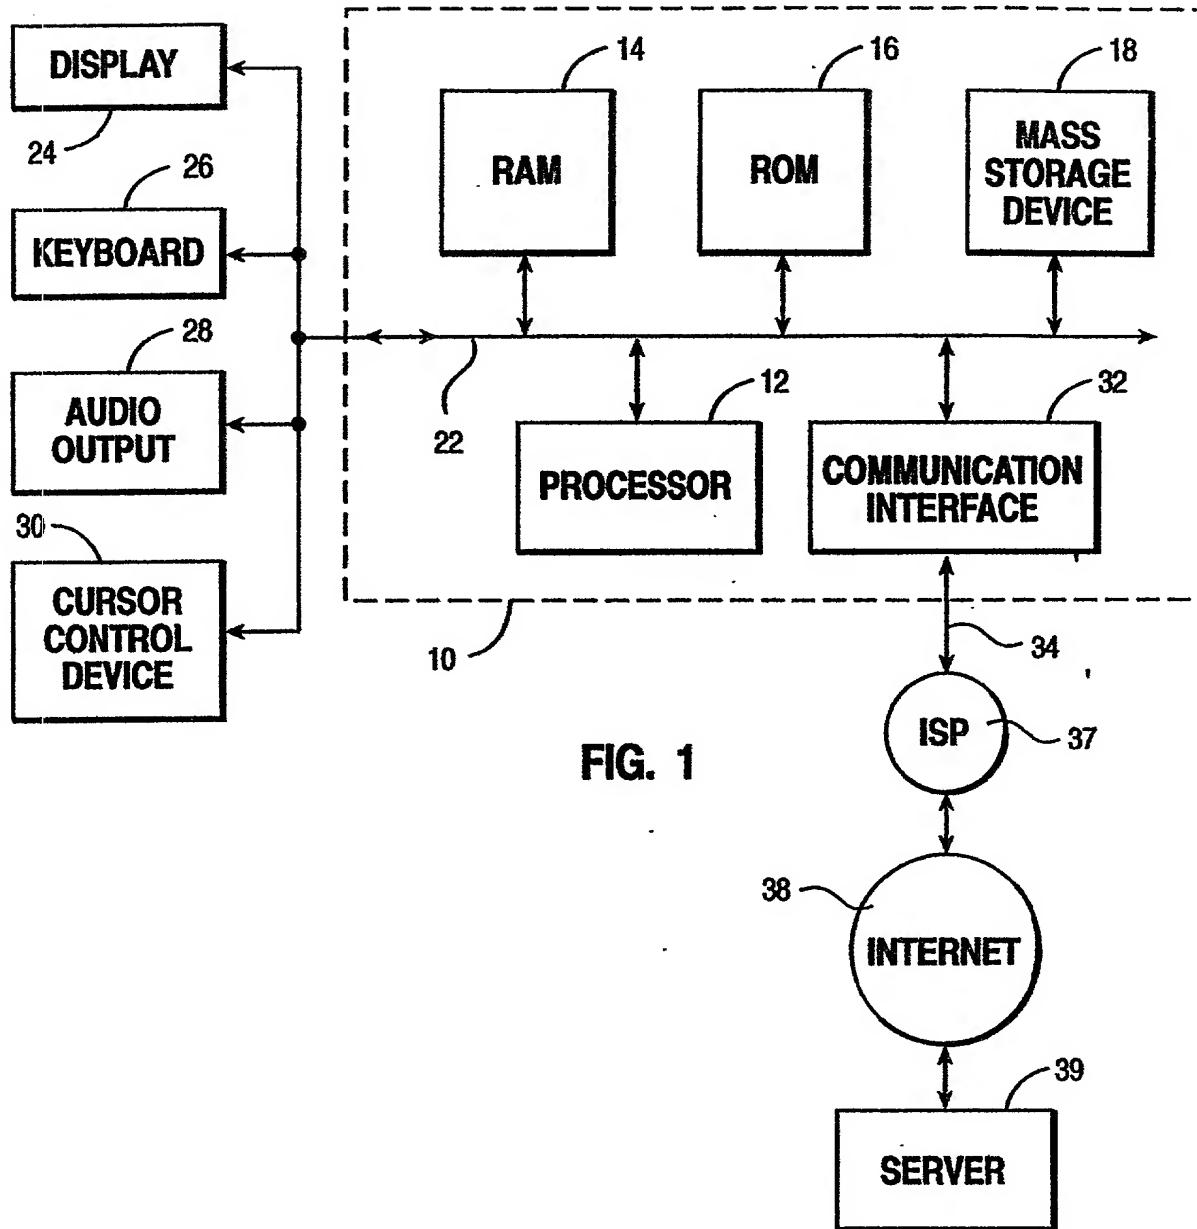 DISPLAY
24
26
KEYBOARD
28
AUDIO
OUTPUT
30
CURSOR
CONTROL
DEVICE
14
RAM
16
ROM
18
MASS
STORAGE
DEVICE
22
12
PROCESSOR
32
COMMUNICATION
INTERFACE
10
34
ISP
37
FIG. 1
38
INTERNET
39
SERVER